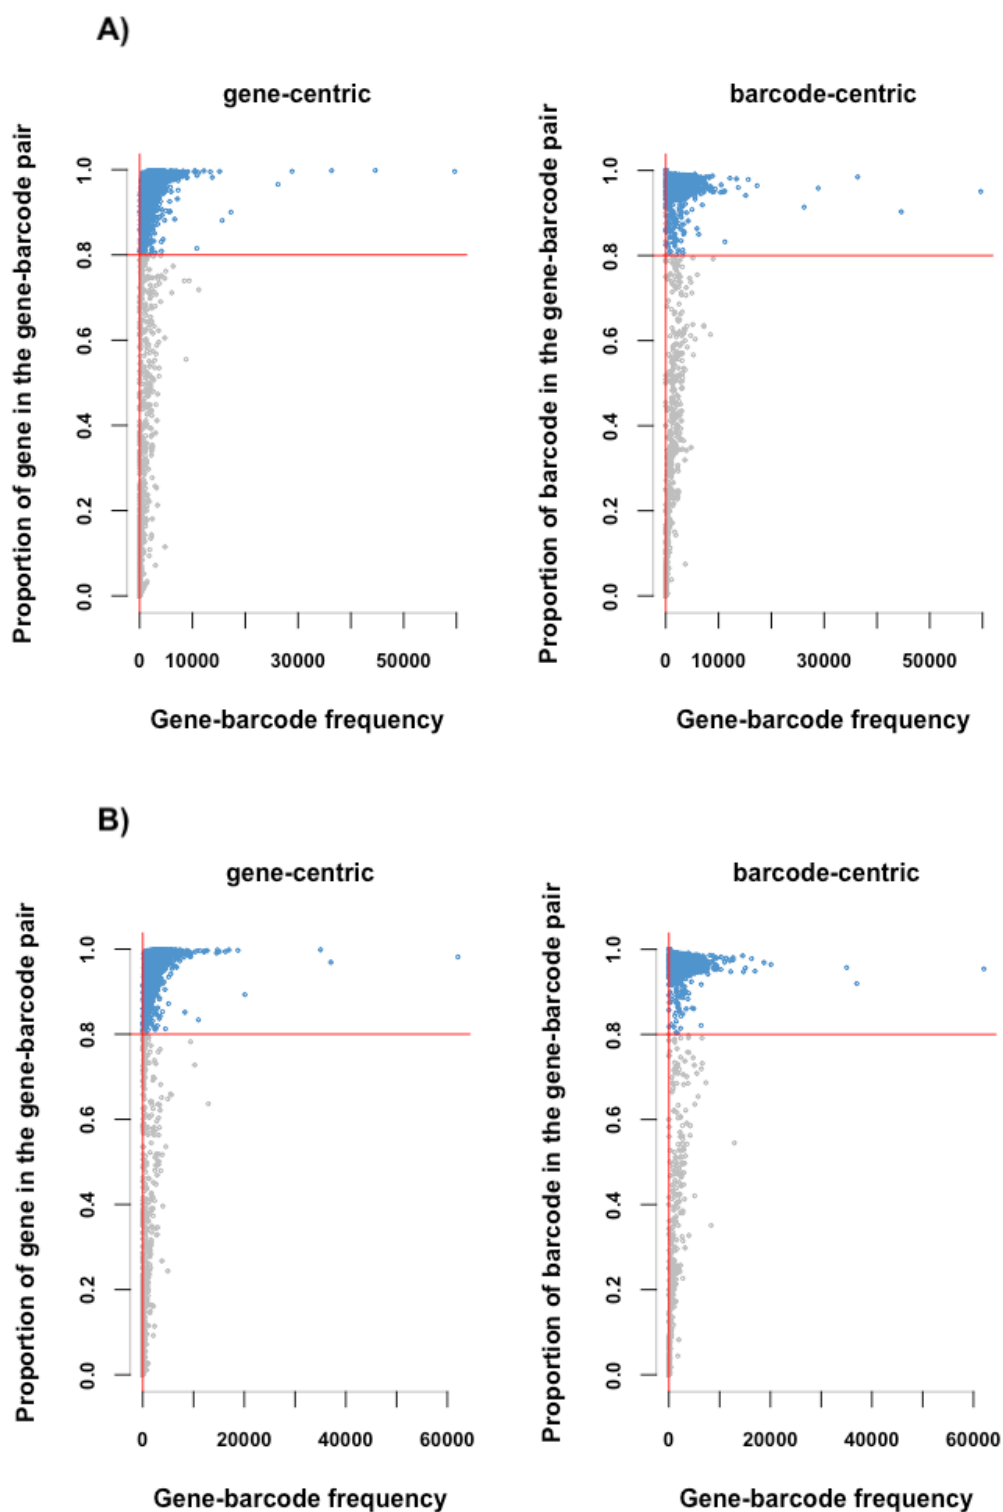 A)
gene-centric
Proportion of gene in the gene-barcode pair
1.0
0.8
0.6
0.4
0.2
0.0
0 10000 30000 50000
Gene-barcode frequency
barcode-centric
Proportion of barcode in the gene-barcode pair
1.0
0.8
0.6
0.4
0.2
0.0
0 10000 30000 50000
Gene-barcode frequency
B)
gene-centric
Proportion of gene in the gene-barcode pair
1.0
0.8
0.6
0.4
0.2
0.0
0 20000 40000 60000
Gene-barcode frequency
barcode-centric
Proportion of barcode in the gene-barcode pair
1.0
0.8
0.6
0.4
0.2
0.0
0 20000 40000 60000
Gene-barcode frequency